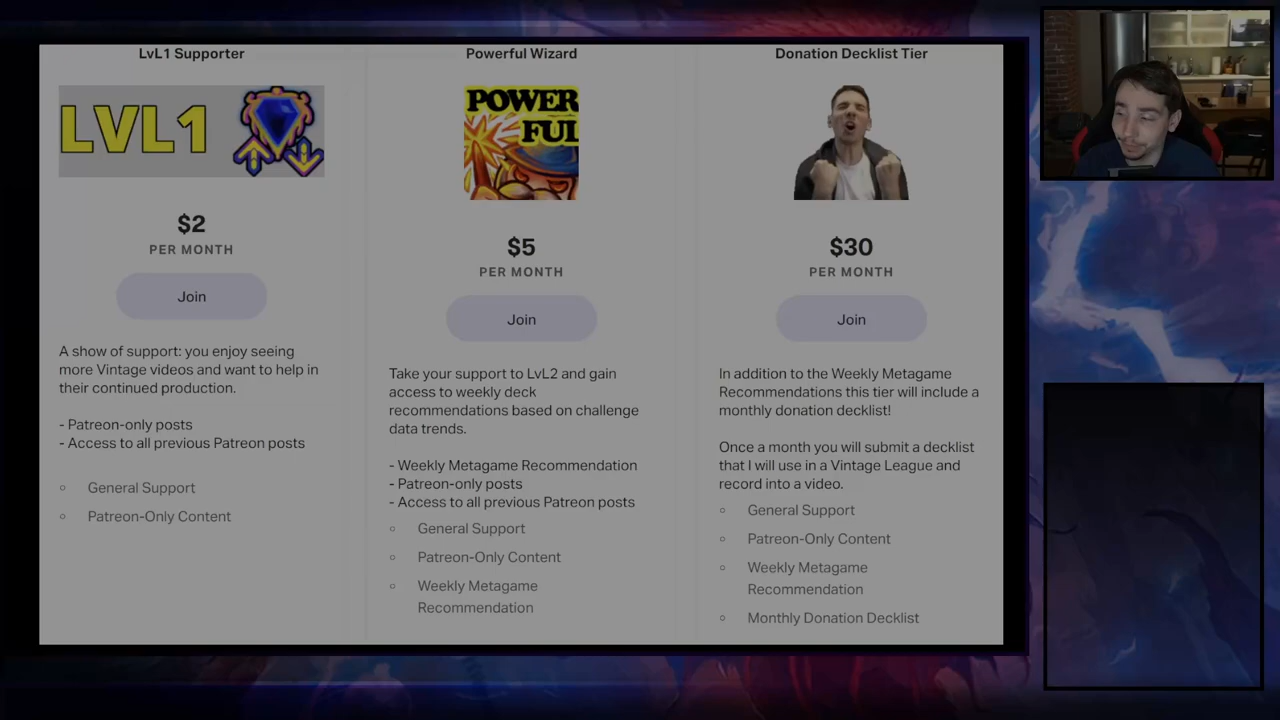 LvL1 Supporter
LVL1
$2
PER MONTH
Join
A show of support: you enjoy seeing
more Vintage videos and want to help in
their continued production.
- Patreon-only posts
- Access to all previous Patreon posts
General Support
Patreon-Only Content
Powerful Wizard
POWER
FUL
$5
PER MONTH
Join
Take your support to LvL2 and gain
access to weekly deck
recommendations based on challenge
data trends.
- Weekly Metagame Recommendation
- Patreon-only posts
- Access to all previous Patreon posts
General Support
Patreon-Only Content
Weekly Metagame
Recommendation
Donation Decklist Tier
$30
PER MONTH
Join
In addition to the Weekly Metagame
Recommendations this tier will include a
monthly donation decklist!
Once a month you will submit a decklist
that I will use in a Vintage League and
record into a video.
General Support
Patreon-Only Content
Weekly Metagame
Recommendation
Monthly Donation Decklist